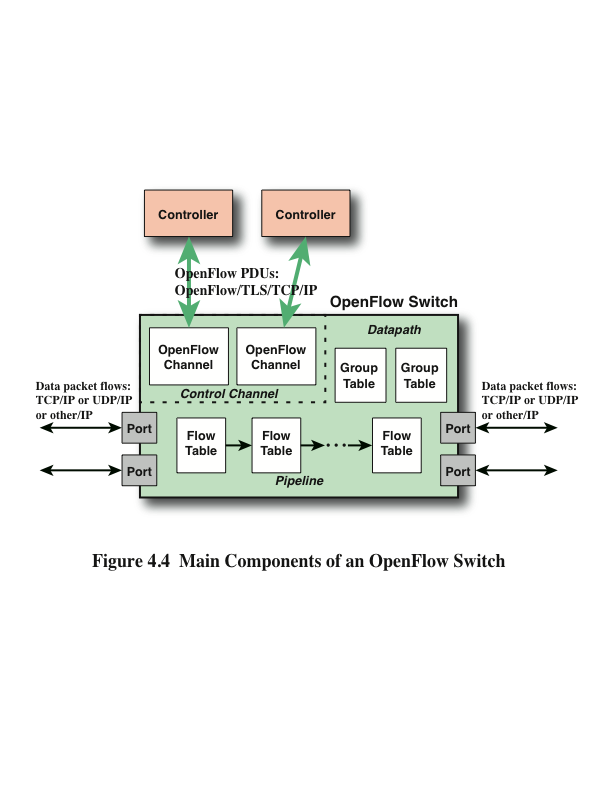 Controller
Controller
OpenFlow PDUs:
OpenFlow/TLS/TCP/IP
OpenFlow Switch
OpenFlow
Channel
OpenFlow
Channel
Control Channel
Datapath
Group
Table
Group
Table
Data packet flows:
TCP/IP or UDP/IP
or other/IP
Data packet flows:
TCP/IP or UDP/IP
or other/IP
Port
Port
Flow
Table
Flow
Table
Flow
Table
Pipeline
Port
Port
Figure 4.4 Main Components of an OpenFlow Switch